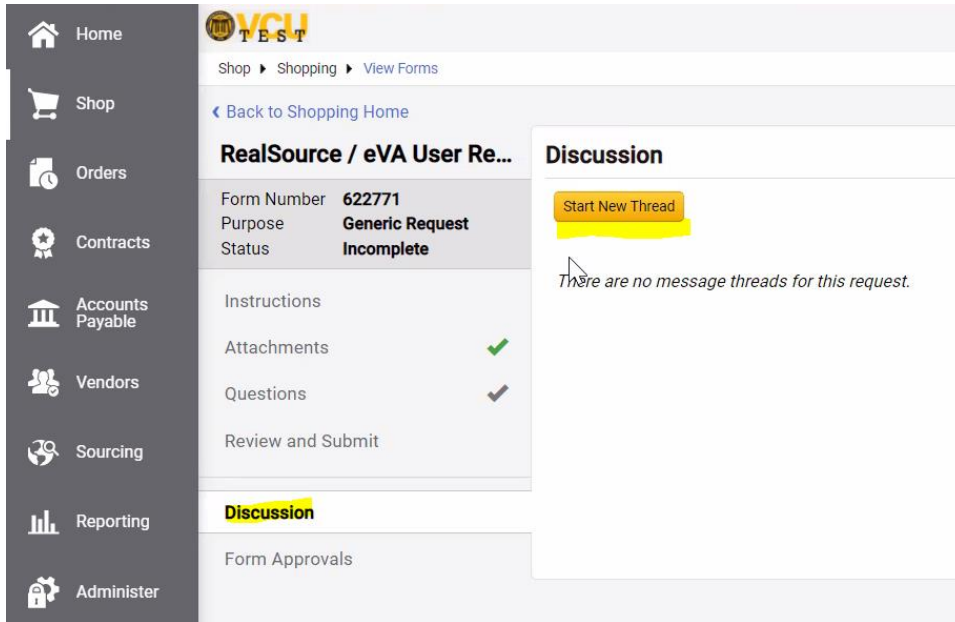 Home
Shop
Orders
Contracts
Accounts
Payable
Vendors
Sourcing
Reporting
Administer
VCU
TEST
Shop ▸ Shopping ▸ View Forms
‹ Back to Shopping Home
RealSource / eVA User Re...
Form Number 622771
Purpose Generic Request
Status Incomplete
Instructions
Attachments
Questions
Review and Submit
Discussion
Form Approvals
Discussion
Start New Thread
There are no message threads for this request.